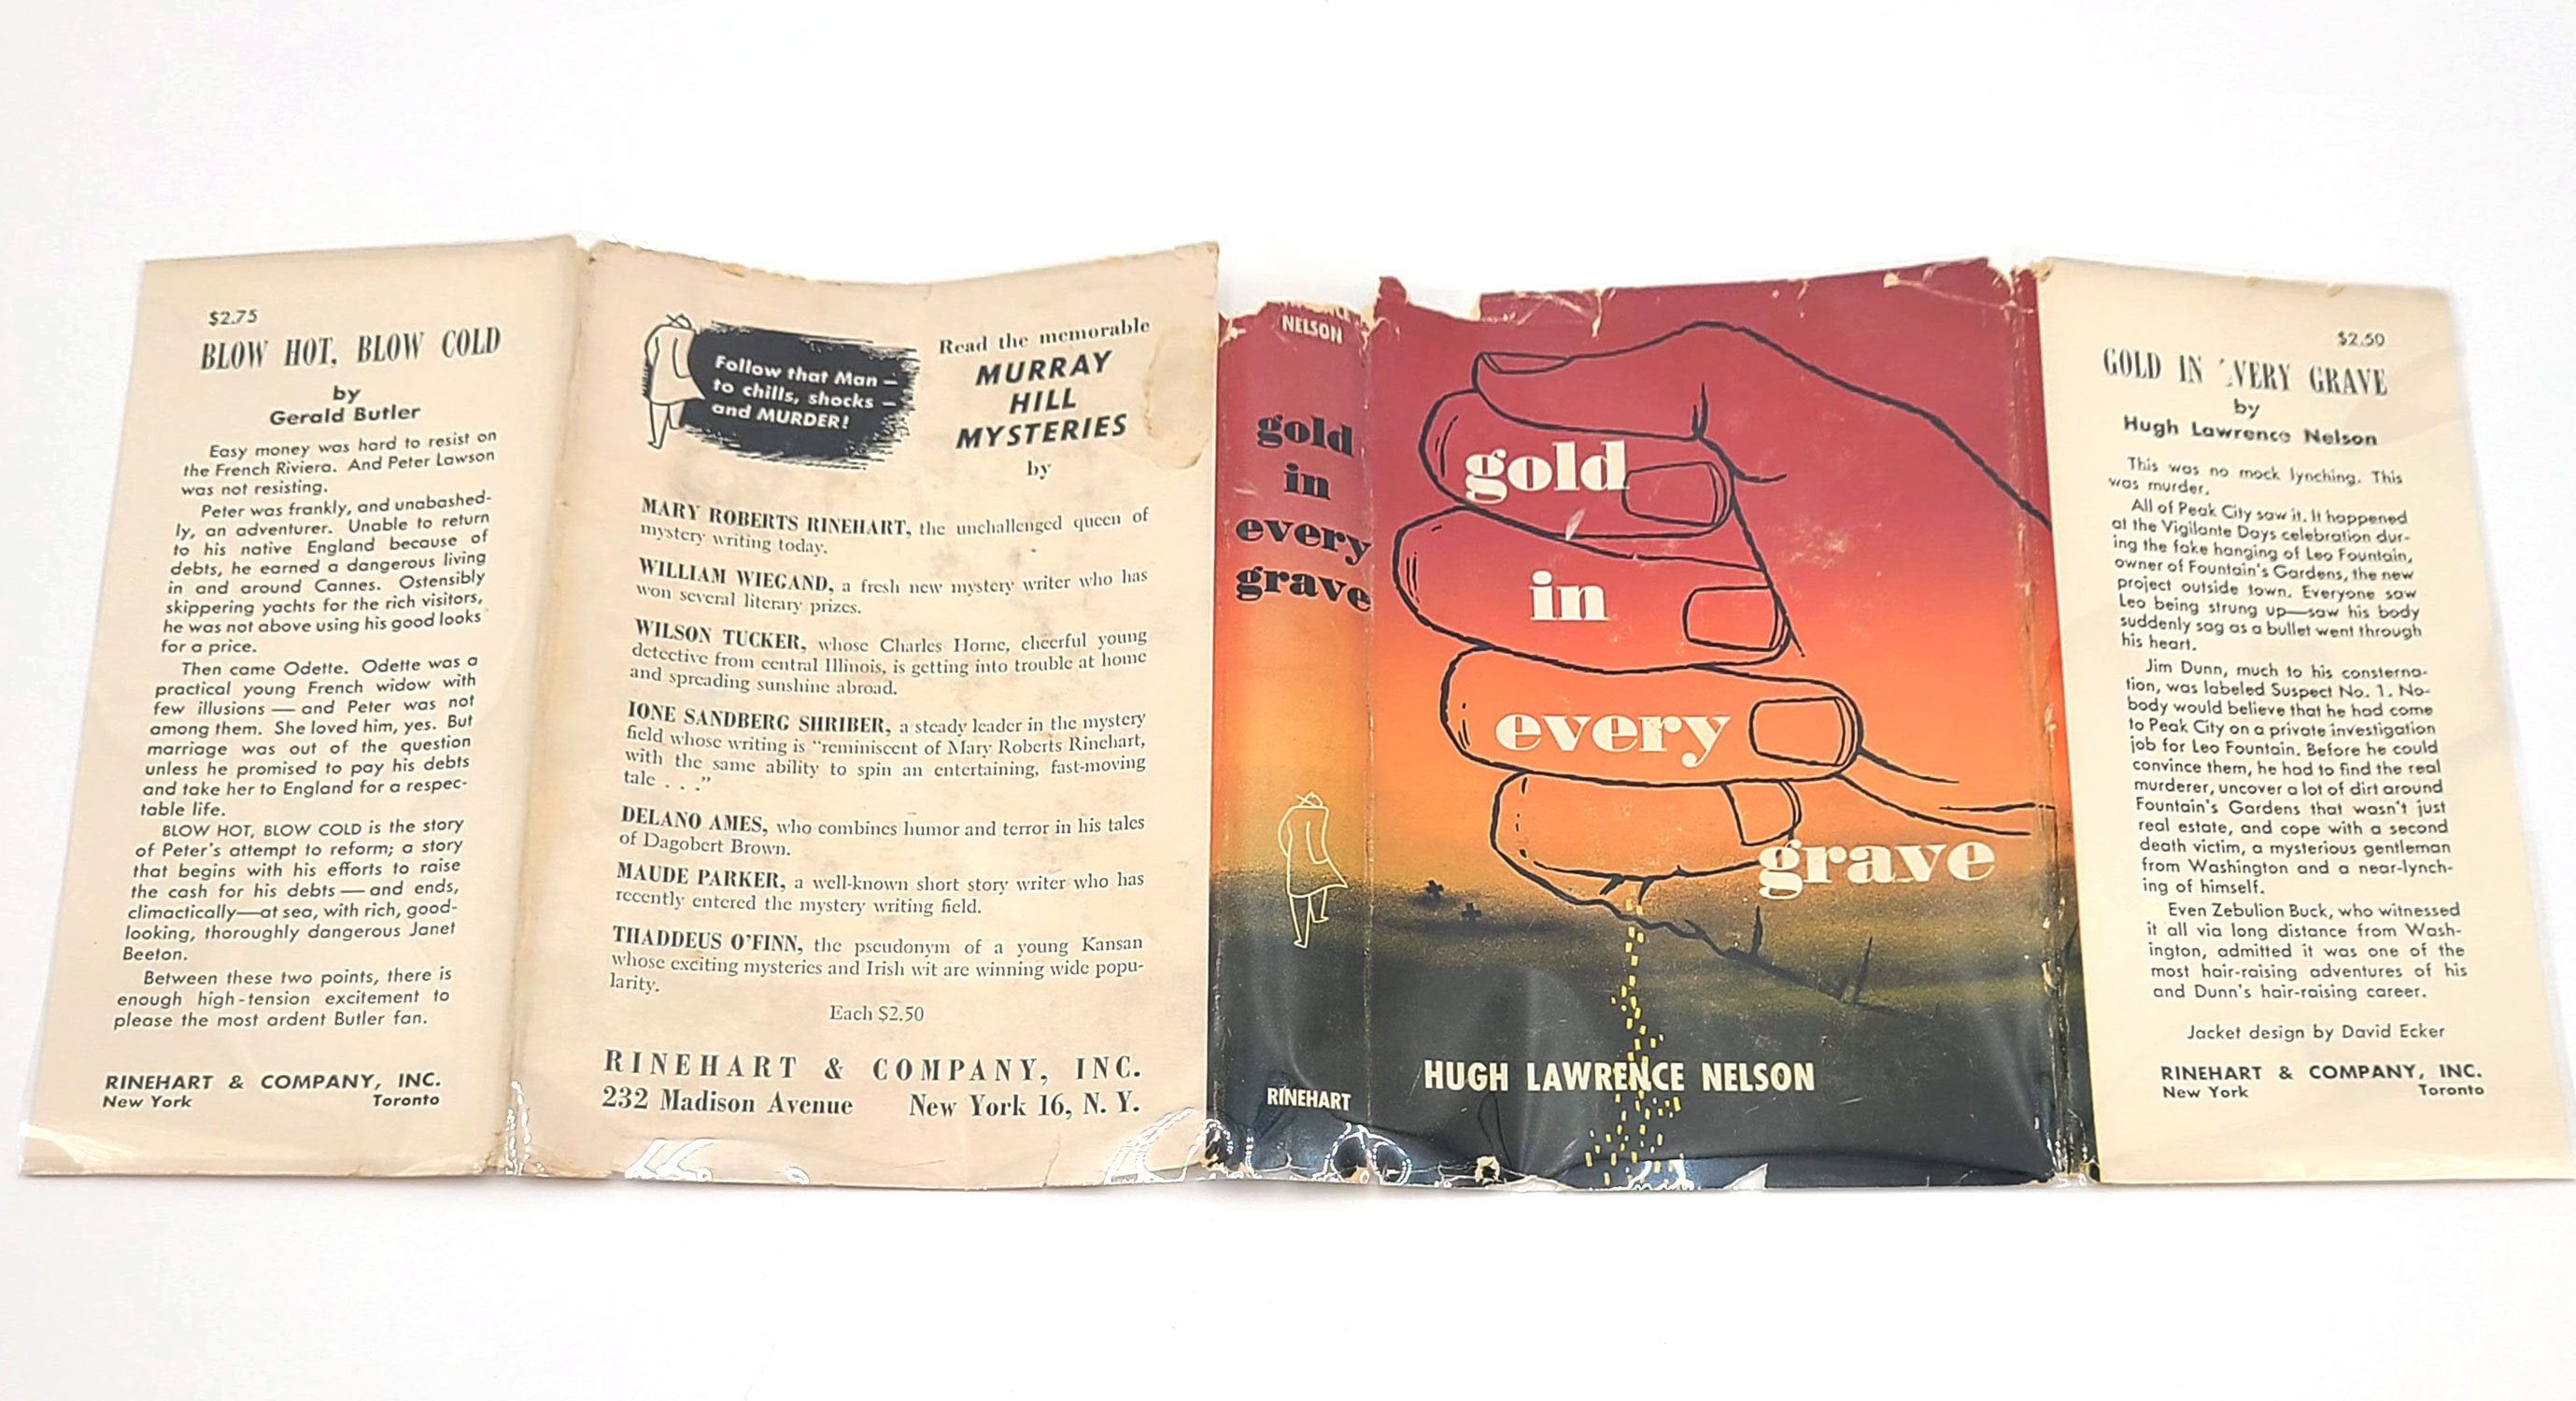 $2.75
BLOW HOT, BLOW COLD
by
Gerald Butler
Easy money was hard to resist on
the French Riviera. And Peter Lawson
was not resisting.
Peter was frankly, and unabashed-
ly, an adventurer. Unable to return
to his native England because of
debts, he earned a dangerous living
in and around Cannes. Ostensibly
skippering yachts for the rich visitors,
he was not above using his good looks
for a price.
Then came Odette. Odette was a
practical young French widow with
few illusions — and Peter was not
among them. She loved him, yes. But
marriage was out of the question
unless he promised to pay his debts
and take her to England for a respec-
table life.
BLOW HOT, BLOW COLD is the story
of Peter's attempt to reform; a story
that begins with his efforts to raise
the cash for his debts — and ends,
climactically—at sea, with rich, good-
looking, thoroughly dangerous Janet
Beeton.
Between these two points, there is
enough high-tension excitement to
please the most ardent Butler fan.
RINEHART & COMPANY, INC.
New York Toronto
Follow that Man —
to chills, shocks —
and MURDER!
Read the memorable
MURRAY
HILL
MYSTERIES
by
MARY ROBERTS RINEHART, the unchallenged queen of
mystery writing today.
WILLIAM WIEGAND, a fresh new mystery writer who has
won several literary prizes.
WILSON TUCKER, whose Charles Horne, cheerful young
detective from central Illinois, is getting into trouble at home
and spreading sunshine abroad.
IONE SANDBERG SHRIBER, a steady leader in the mystery
field whose writing is "reminiscent of Mary Roberts Rinehart,
with the same ability to spin an entertaining, fast-moving
tale . . ."
DELANO AMES, who combines humor and terror in his tales
of Dagobert Brown.
MAUDE PARKER, a well-known short story writer who has
recently entered the mystery writing field.
THADDEUS O'FINN, the pseudonym of a young Kansan
whose exciting mysteries and Irish wit are winning wide popu-
larity.
Each $2.50
RINEHART & COMPANY, INC.
232 Madison Avenue New York 16, N. Y.
NELSON
gold
in
every
grave
RINEHART
gold
in
every
grave
HUGH LAWRENCE NELSON
$2.50
GOLD IN VERY GRAVE
by
Hugh Lawrence Nelson
This was no mock lynching. This
was murder.
All of Peak City saw it. It happened
at the Vigilante Days celebration dur-
ing the fake hanging of Leo Fountain,
owner of Fountain's Gardens, the new
project outside town. Everyone saw
Leo being strung up—saw his body
suddenly sag as a bullet went through
his heart.
Jim Dunn, much to his consterna-
tion, was labeled Suspect No. 1. No-
body would believe that he had come
to Peak City on a private investigation
job for Leo Fountain. Before he could
convince them, he had to find the real
murderer, uncover a lot of dirt around
Fountain's Gardens that wasn't just
real estate, and cope with a second
death victim, a mysterious gentleman
from Washington and a near-lynch-
ing of himself.
Even Zebulion Buck, who witnessed
it all via long distance from Wash-
ington, admitted it was one of the
most hair-raising adventures of his
and Dunn's hair-raising career.
Jacket design by David Ecker
RINEHART & COMPANY, INC.
New York Toronto